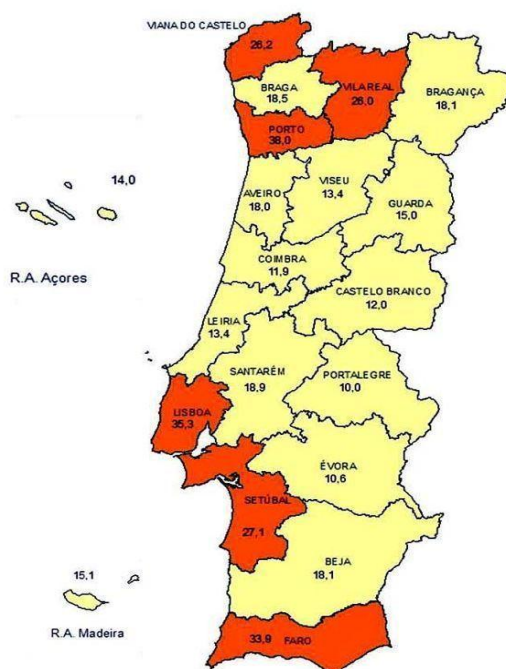 VIANA DO CASTELO
26,2
BRAGA
18,5
VILA REAL
26,0
BRAGANÇA
18,1
PORTO
38,0
14,0
R.A. Açores
AVEIRO
18,0
VISEU
13,4
GUARDA
15,0
COIMBRA
11,9
CASTELO BRANCO
12,0
LEIRIA
13,4
SANTARÉM
18,9
PORTALEGRE
10,0
LISBOA
35,3
ÉVORA
10,6
SETÚBAL
27,1
BEJA
18,1
15,1
R.A. Madeira
33,9 FARO